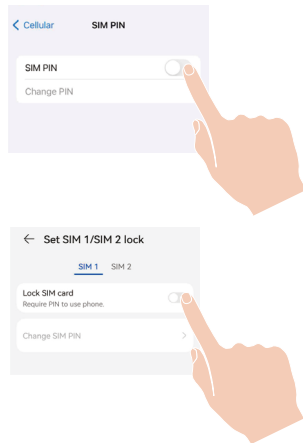 Cellular SIM PIN
SIM PIN
Change PIN
Set SIM 1/SIM 2 lock
SIM 1 SIM 2
Lock SIM card
Require PIN to use phone.
Change SIM PIN